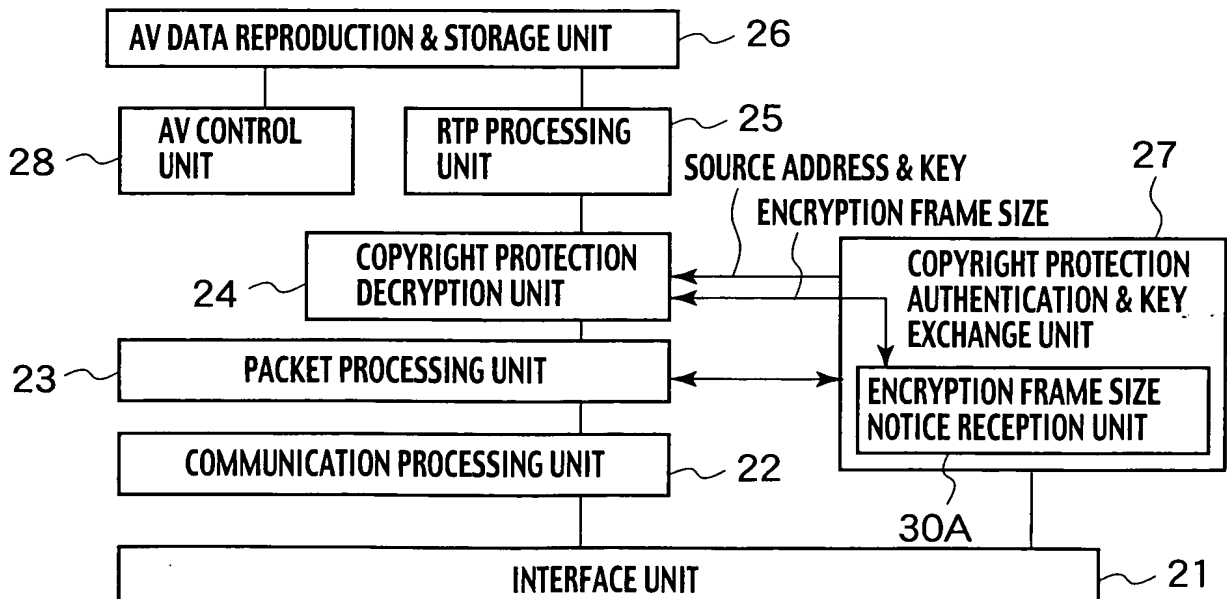 AV DATA REPRODUCTION & STORAGE UNIT
26
AV CONTROL
UNIT
28
RTP PROCESSING
UNIT
25
SOURCE ADDRESS & KEY
ENCRYPTION FRAME SIZE
27
COPYRIGHT PROTECTION
DECRYPTION UNIT
24
COPYRIGHT PROTECTION
AUTHENTICATION & KEY
EXCHANGE UNIT
PACKET PROCESSING UNIT
23
ENCRYPTION FRAME SIZE
NOTICE RECEPTION UNIT
COMMUNICATION PROCESSING UNIT
22
30A
INTERFACE UNIT
21